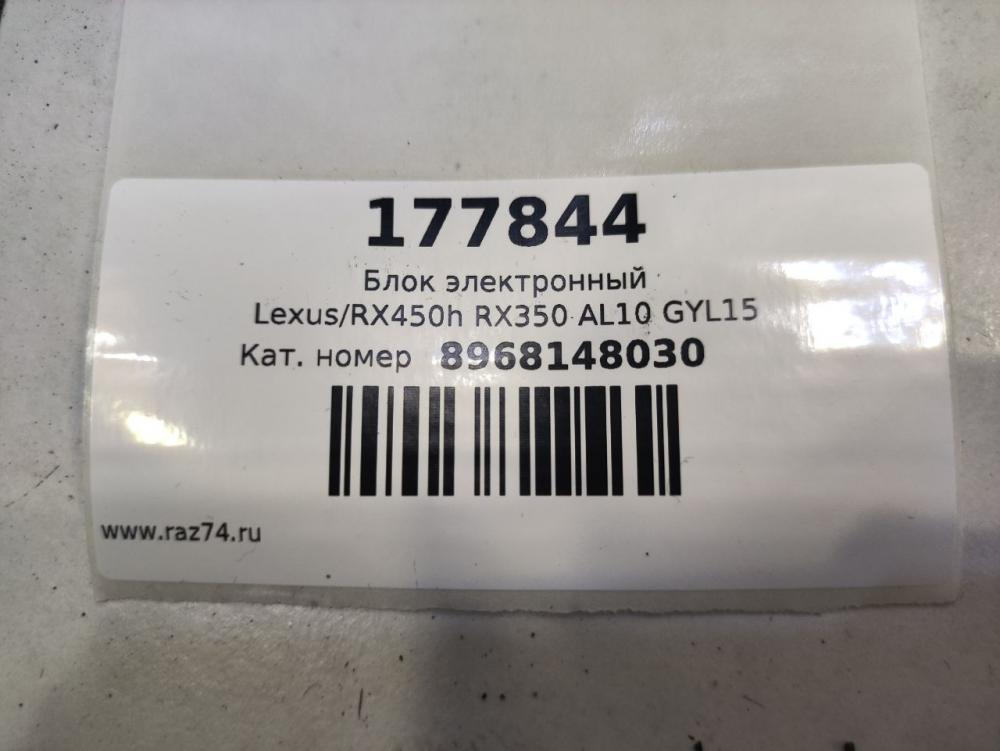 177844
Блок электронный
Lexus/RX450h RX350 AL10 GYL15
Кат. номер 8968148030
www.raz74.ru